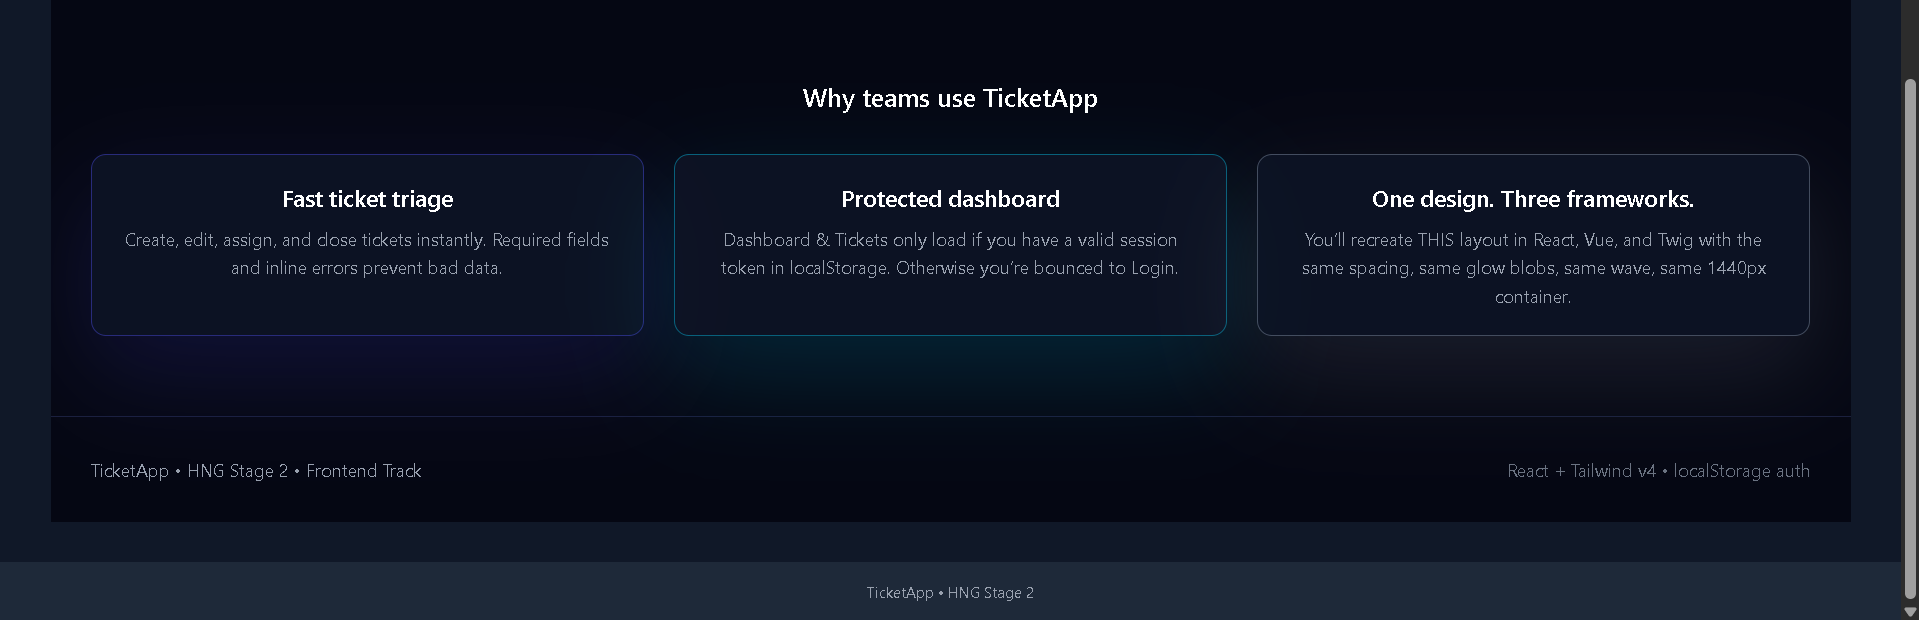 Why teams use TicketApp
Fast ticket triage
Create, edit, assign, and close tickets instantly. Required fields
and inline errors prevent bad data.
Protected dashboard
Dashboard & Tickets only load if you have a valid session
token in localStorage. Otherwise you’re bounced to Login.
One design. Three frameworks.
You’ll recreate THIS layout in React, Vue, and Twig with the
same spacing, same glow blobs, same wave, same 1440px
container.
TicketApp • HNG Stage 2 • Frontend Track
React + Tailwind v4 • localStorage auth
TicketApp • HNG Stage 2